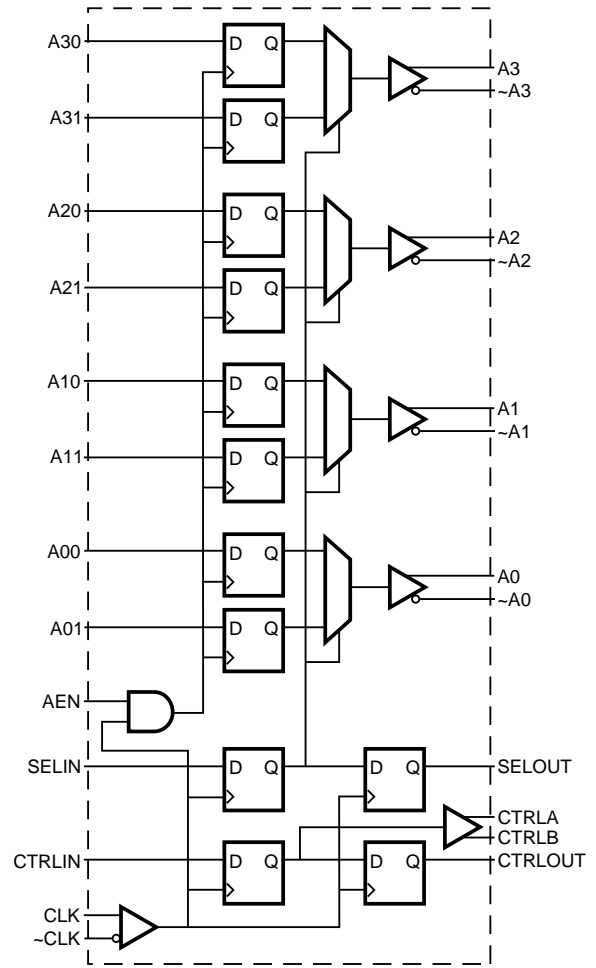 A30 D Q A3
~A3
A31 D Q
A20 D Q A2
~A2
A21 D Q
A10 D Q A1
~A1
A11 D Q
A00 D Q A0
~A0
A01 D Q
AEN
SELIN D Q D Q SELOUT
CTRLA
CTRLB
CTRLIN D Q D Q CTRLOUT
CLK
~CLK